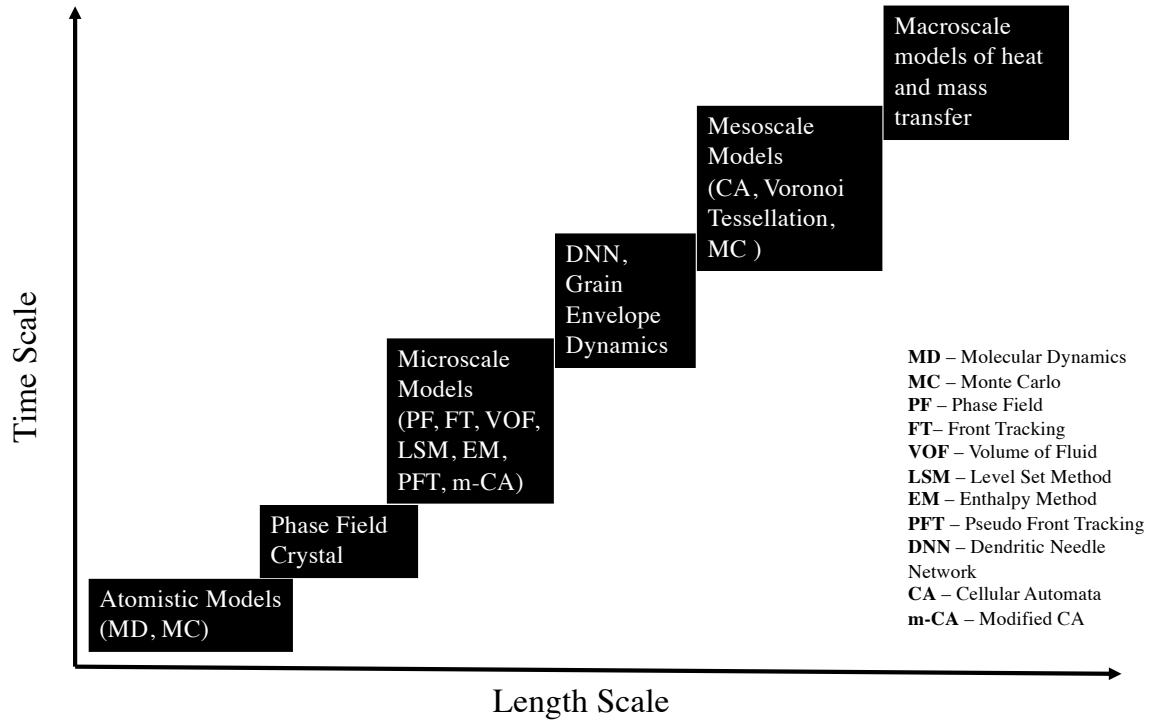 Macroscale
models of heat
and mass
transfer
Mesoscale
Models
(CA, Voronoi
Tessellation,
MC )
DNN,
Grain
Envelope
Dynamics
Microscale
Models
(PF, FT, VOF,
LSM, EM,
PFT, m-CA)
Phase Field
Crystal
Atomistic Models
(MD, MC)
Time Scale
Length Scale
MD – Molecular Dynamics
MC – Monte Carlo
PF – Phase Field
FT– Front Tracking
VOF – Volume of Fluid
LSM – Level Set Method
EM – Enthalpy Method
PFT – Pseudo Front Tracking
DNN – Dendritic Needle
Network
CA – Cellular Automata
m-CA – Modified CA